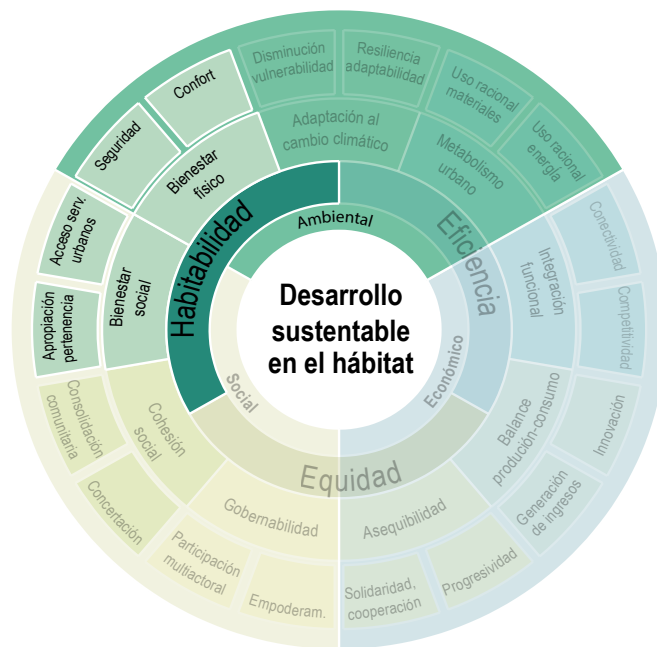 Desarrollo
sustentable
en el hábitat
Ambiental
Económico
Social
Habitabilidad
Eficiencia
Equidad
Bienestar
físico
Adaptación al
cambio climático
Metabolismo
urbano
Integración
funcional
Balance
produción-consumo
Asequibilidad
Gobernabilidad
Cohesión
social
Bienestar
social
Seguridad
Confort
Disminución
vulnerabilidad
Resiliencia
adaptabilidad
Uso racional
materiales
Uso racional
energía
Conectividad
Competitividad
Innovación
Generación
de ingresos
Progresividad
Solidaridad,
cooperación
Empoderam.
Participación
multiactoral
Concertación
Consolidación
comunitaria
Apropiación
pertenencia
Acceso serv.
urbanos